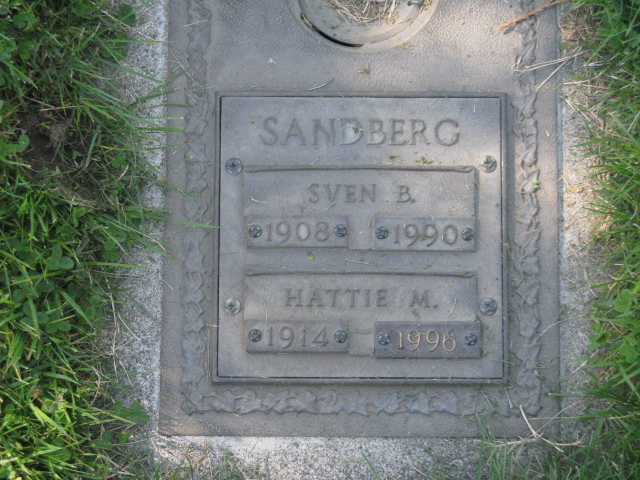 SANDBERG
SVEN B.
1908 1990
HATTIE M.
1914 1996